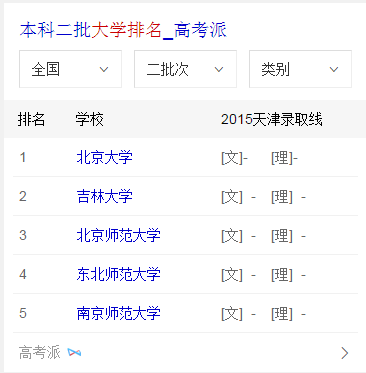 本科二批大学排名_高考派
全国 二批次 类别
排名 学校 2015天津录取线
1 北京大学 [文]- [理]-
2 吉林大学 [文] - [理] -
3 北京师范大学 [文] - [理] -
4 东北师范大学 [文] - [理] -
5 南京师范大学 [文] - [理] -
高考派